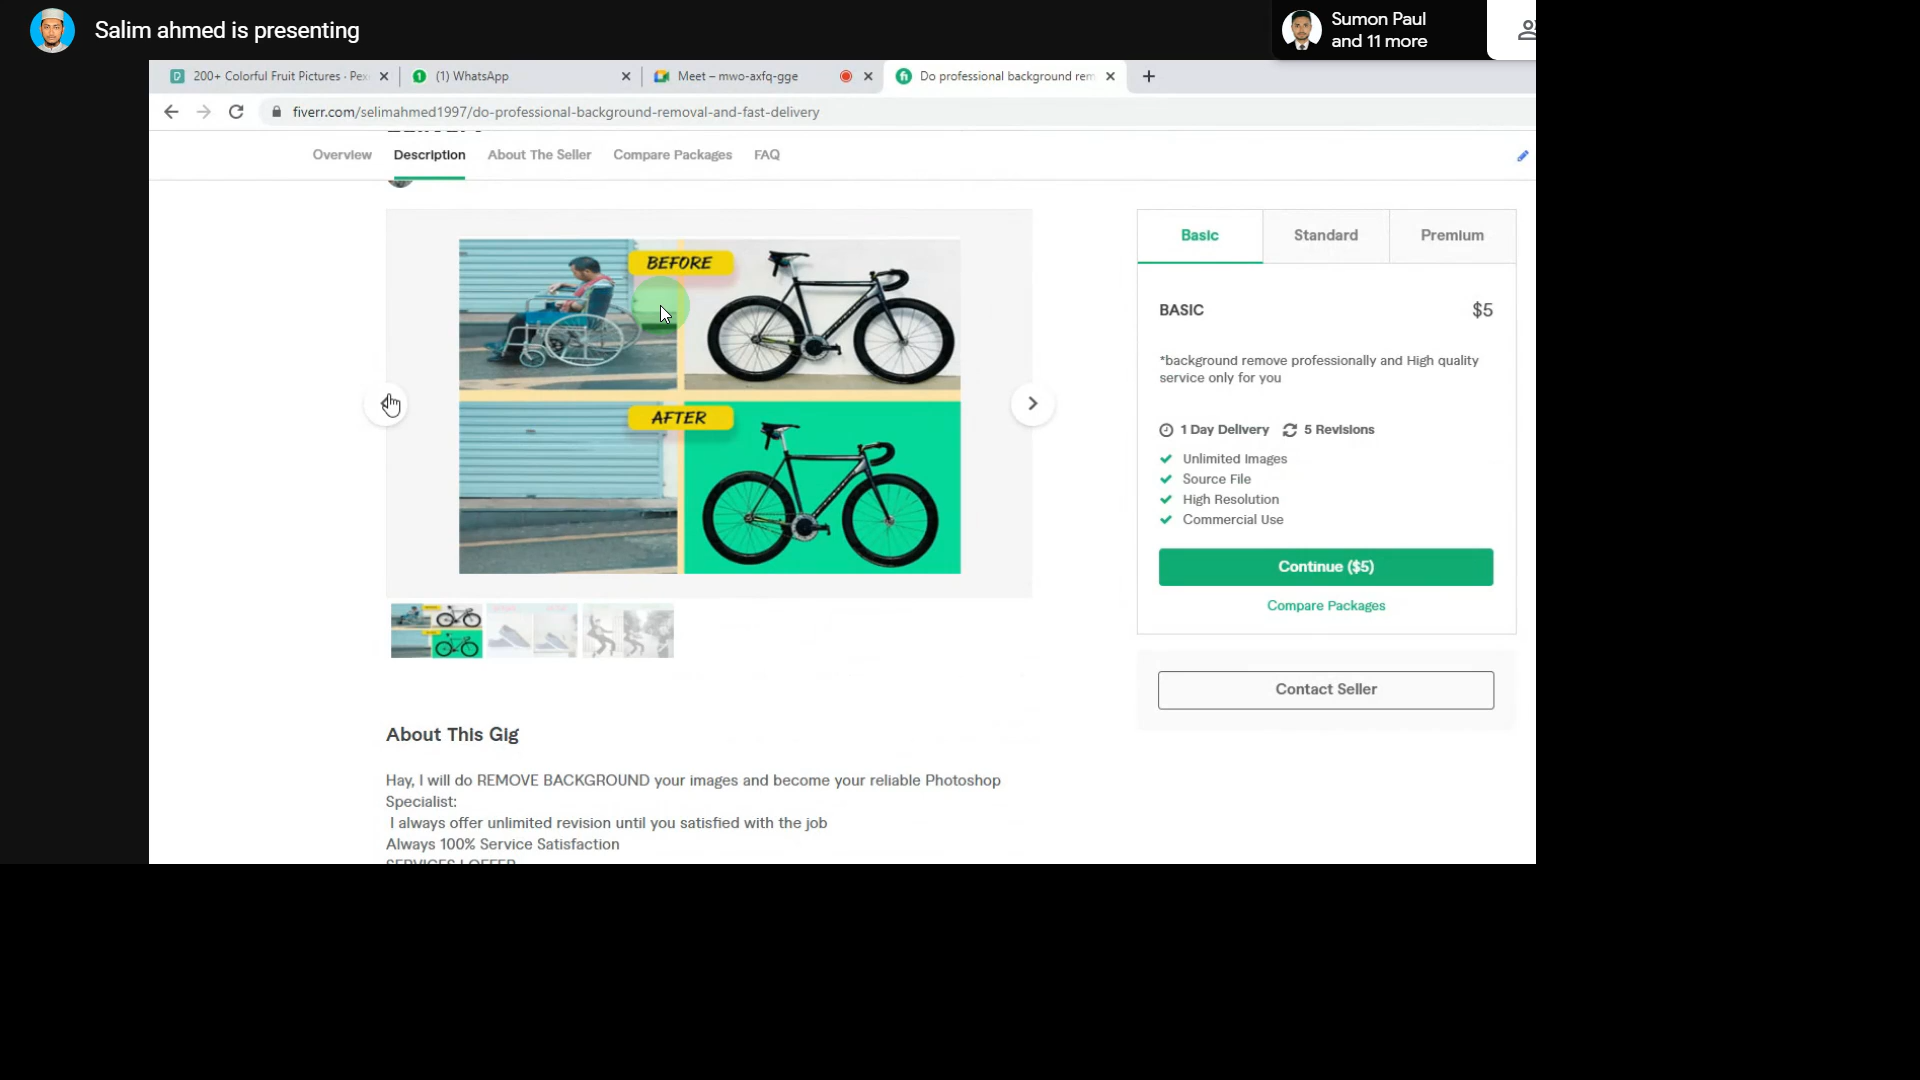 Salim ahmed is presenting
Sumon Paul
and 11 more
200+ Colorful Fruit Pictures · Pex
(1) WhatsApp
Meet – mwo-axfq-gge
Do professional background rem
fiverr.com/selimahmed1997/do-professional-background-removal-and-fast-delivery
Overview
Description
About The Seller
Compare Packages
FAQ
BEFORE
AFTER
Basic
Standard
Premium
BASIC
$5
*background remove professionally and High quality
service only for you
1 Day Delivery
5 Revisions
Unlimited Images
Source File
High Resolution
Commercial Use
Continue ($5)
Compare Packages
Contact Seller
About This Gig
Hay, I will do REMOVE BACKGROUND your images and become your reliable Photoshop
Specialist:
I always offer unlimited revision until you satisfied with the job
Always 100% Service Satisfaction
SERVICES I OFFER